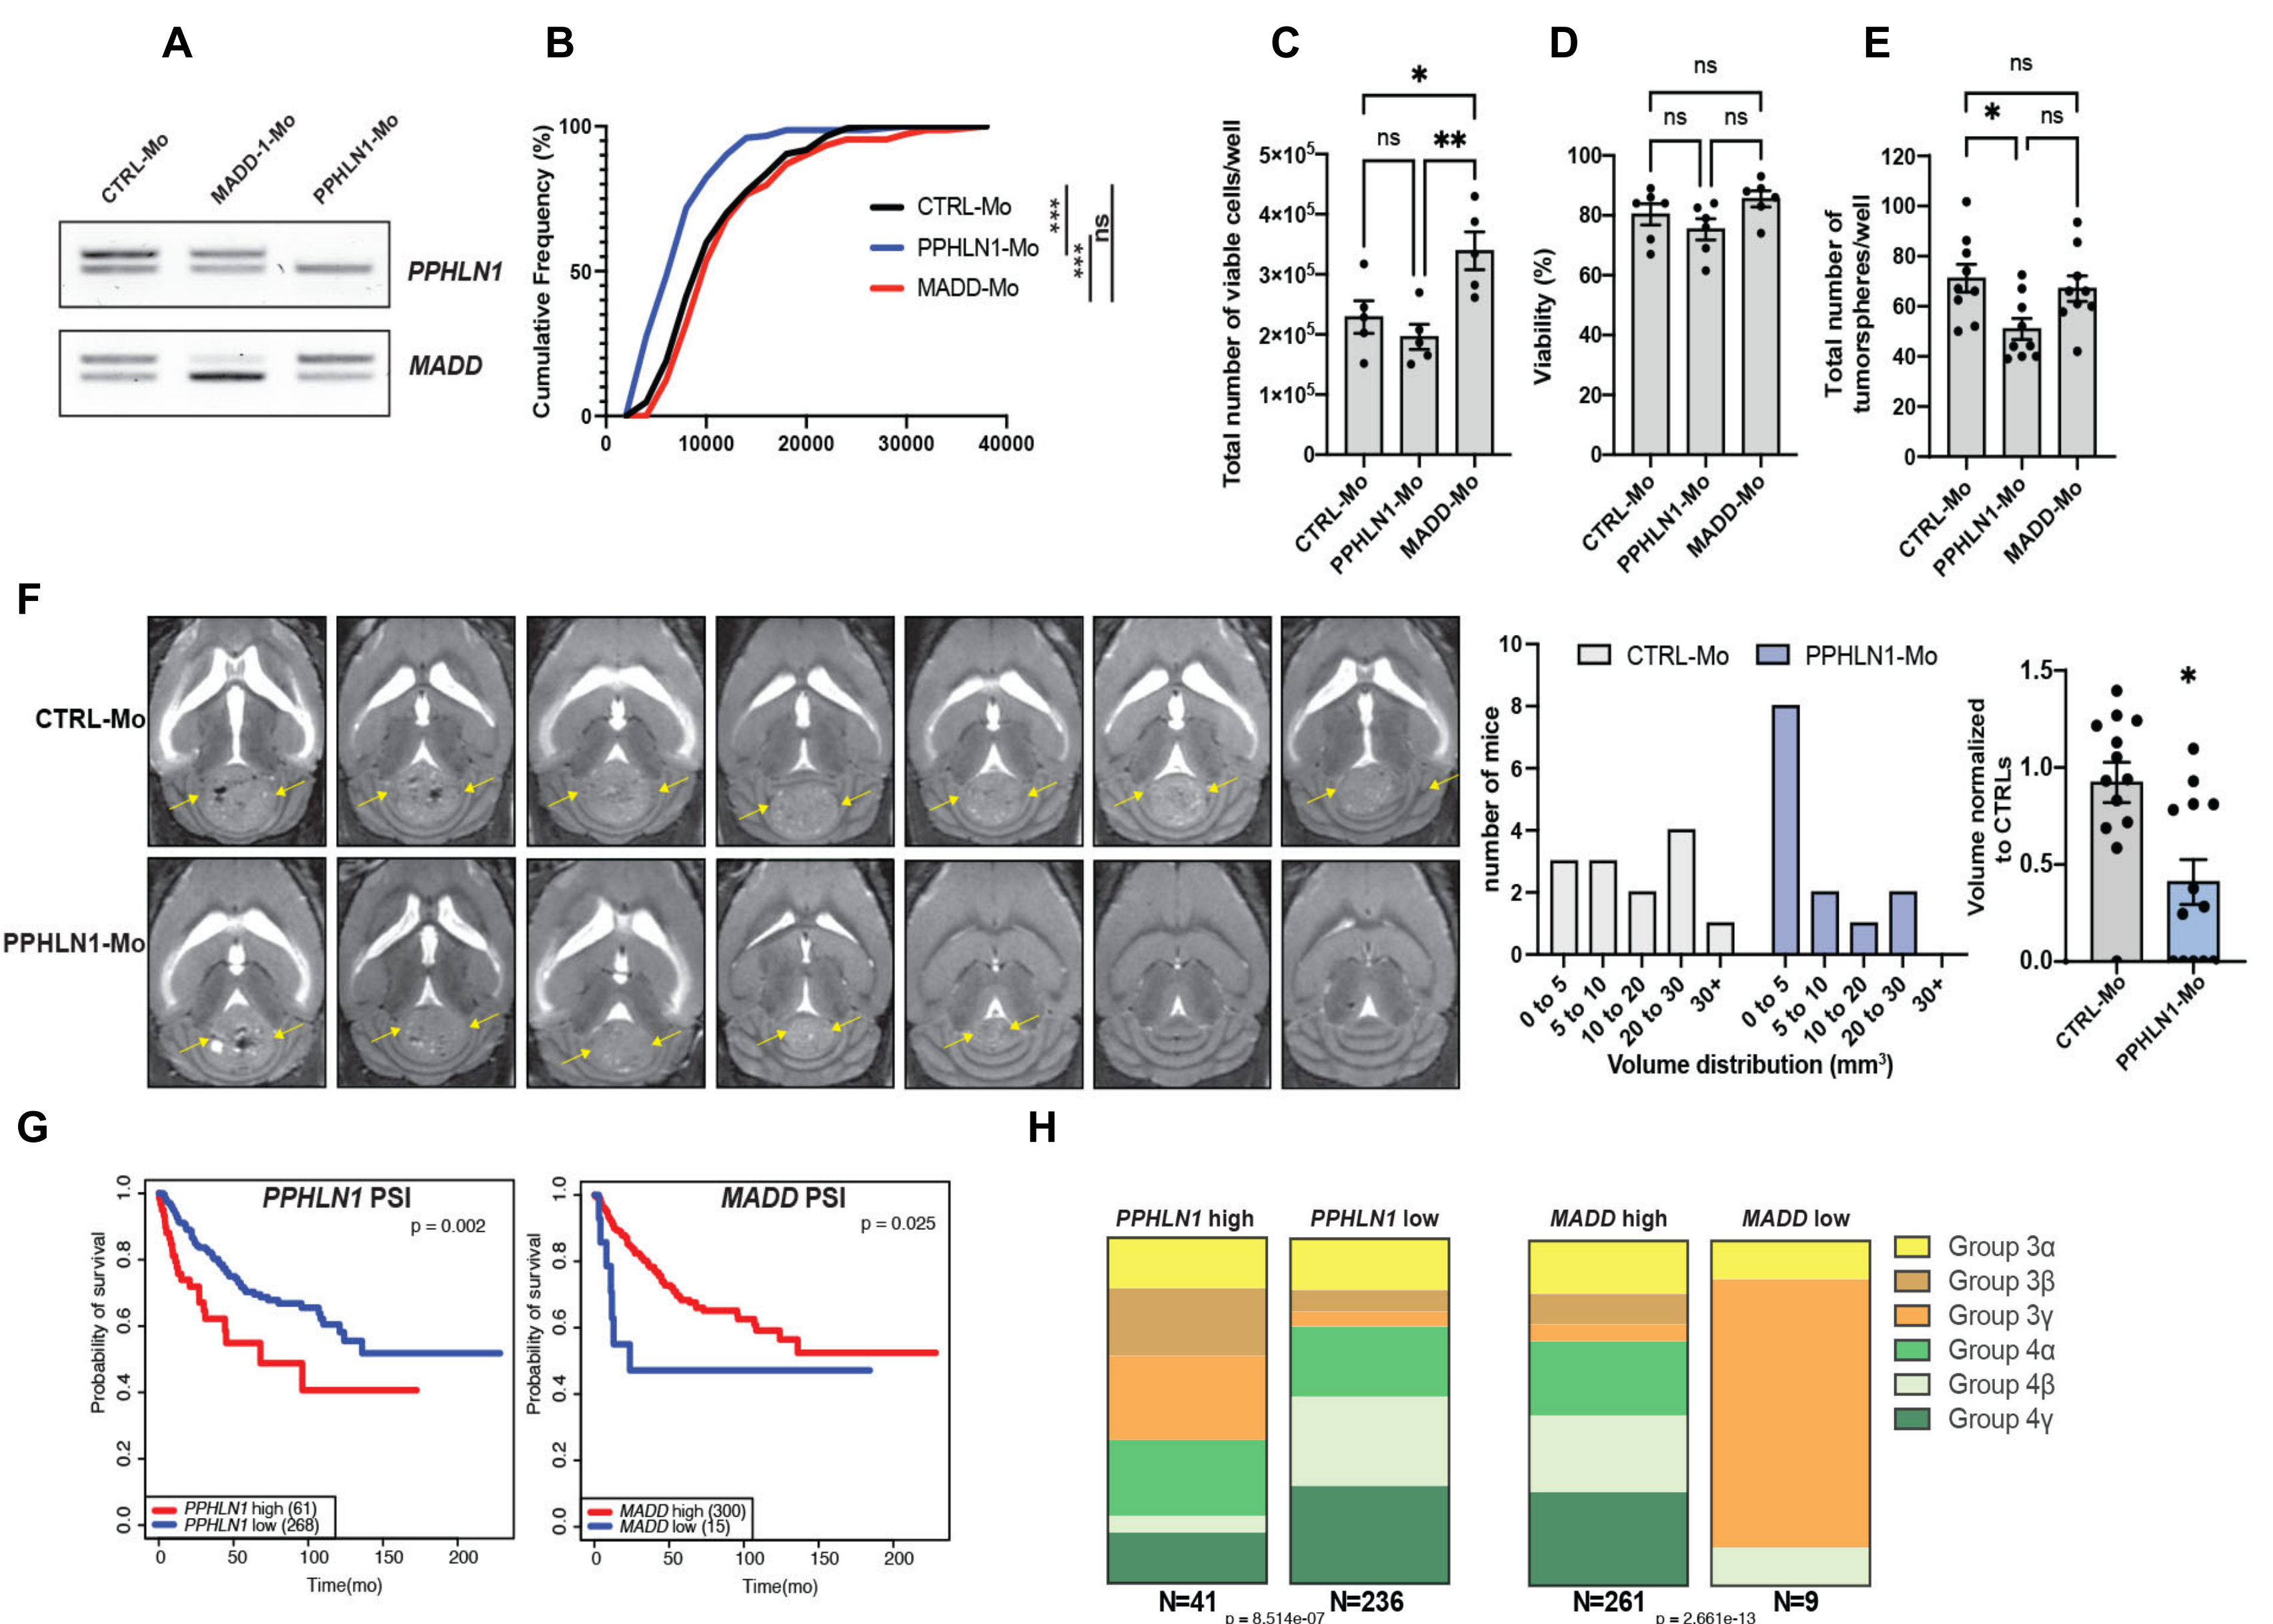 A
CTRL-Mo
MADD-1-Mo
PPHLN1-Mo
PPHLN1
MADD
B
Cumulative Frequency (%)
100
50
0
0 10000 20000 30000 40000
CTRL-Mo
PPHLN1-Mo
MADD-Mo
***
***
ns
C
Total number of viable cells/well
*
ns
**
5×10⁵
4×10⁵
3×10⁵
2×10⁵
1×10⁵
0
CTRL-Mo
PPHLN1-Mo
MADD-Mo
D
Viability (%)
ns
ns ns
100
80
60
40
20
0
CTRL-Mo
PPHLN1-Mo
MADD-Mo
E
Total number of
tumorspheres/well
ns
* ns
120
100
80
60
40
20
0
CTRL-Mo
PPHLN1-Mo
MADD-Mo
F
CTRL-Mo
PPHLN1-Mo
number of mice
10
8
6
4
2
0
CTRL-Mo
PPHLN1-Mo
0 to 5
5 to 10
10 to 20
20 to 30
30+
0 to 5
5 to 10
10 to 20
20 to 30
30+
Volume distribution (mm³)
Volume normalized
to CTRLs
*
1.5
1.0
0.5
0.0
CTRL-Mo
PPHLN1-Mo
G
Probability of survival
1.0
0.8
0.6
0.4
0.2
0.0
PPHLN1 PSI
p = 0.002
PPHLN1 high (61)
PPHLN1 low (268)
0 50 100 150 200
Time(mo)
Probability of survival
1.0
0.8
0.6
0.4
0.2
0.0
MADD PSI
p = 0.025
MADD high (300)
MADD low (15)
0 50 100 150 200
Time(mo)
H
PPHLN1 high
PPHLN1 low
MADD high
MADD low
Group 3α
Group 3β
Group 3γ
Group 4α
Group 4β
Group 4γ
N=41
N=236
N=261
N=9
p = 8.514e-07
p = 2.661e-13